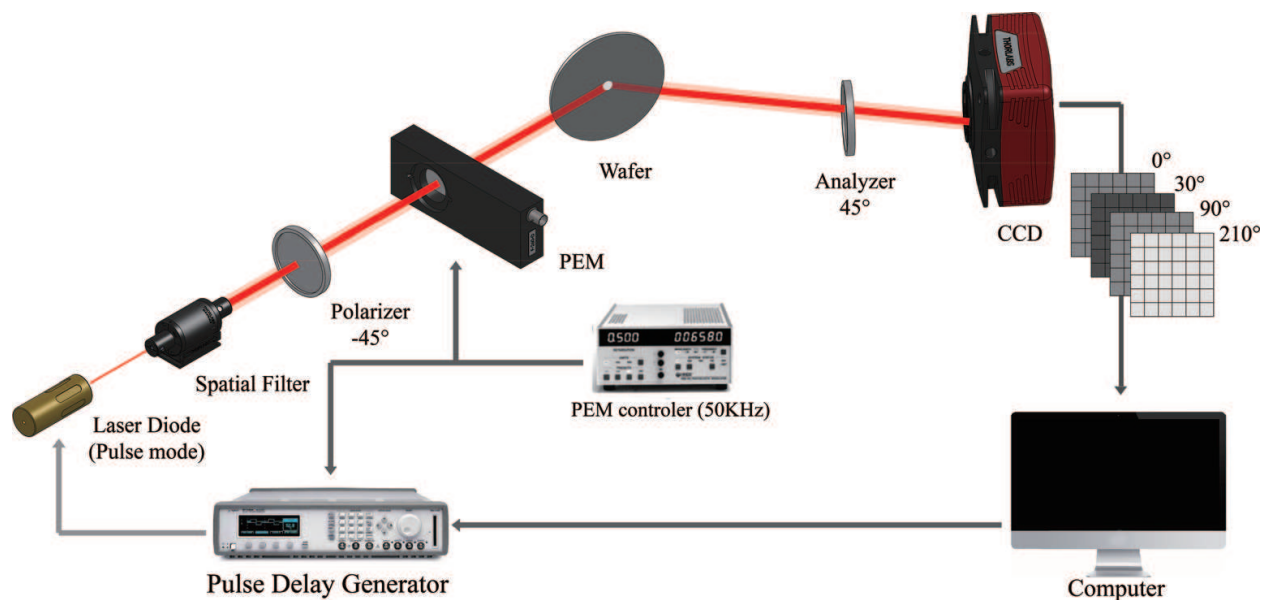 THORLABS
0°
30°
90°
210°
Wafer
Analyzer
45°
CCD
PEM
Polarizer
-45°
0.500 00658.0
Spatial Filter
PEM controler (50KHz)
Laser Diode
(Pulse mode)
Pulse Delay Generator
Computer